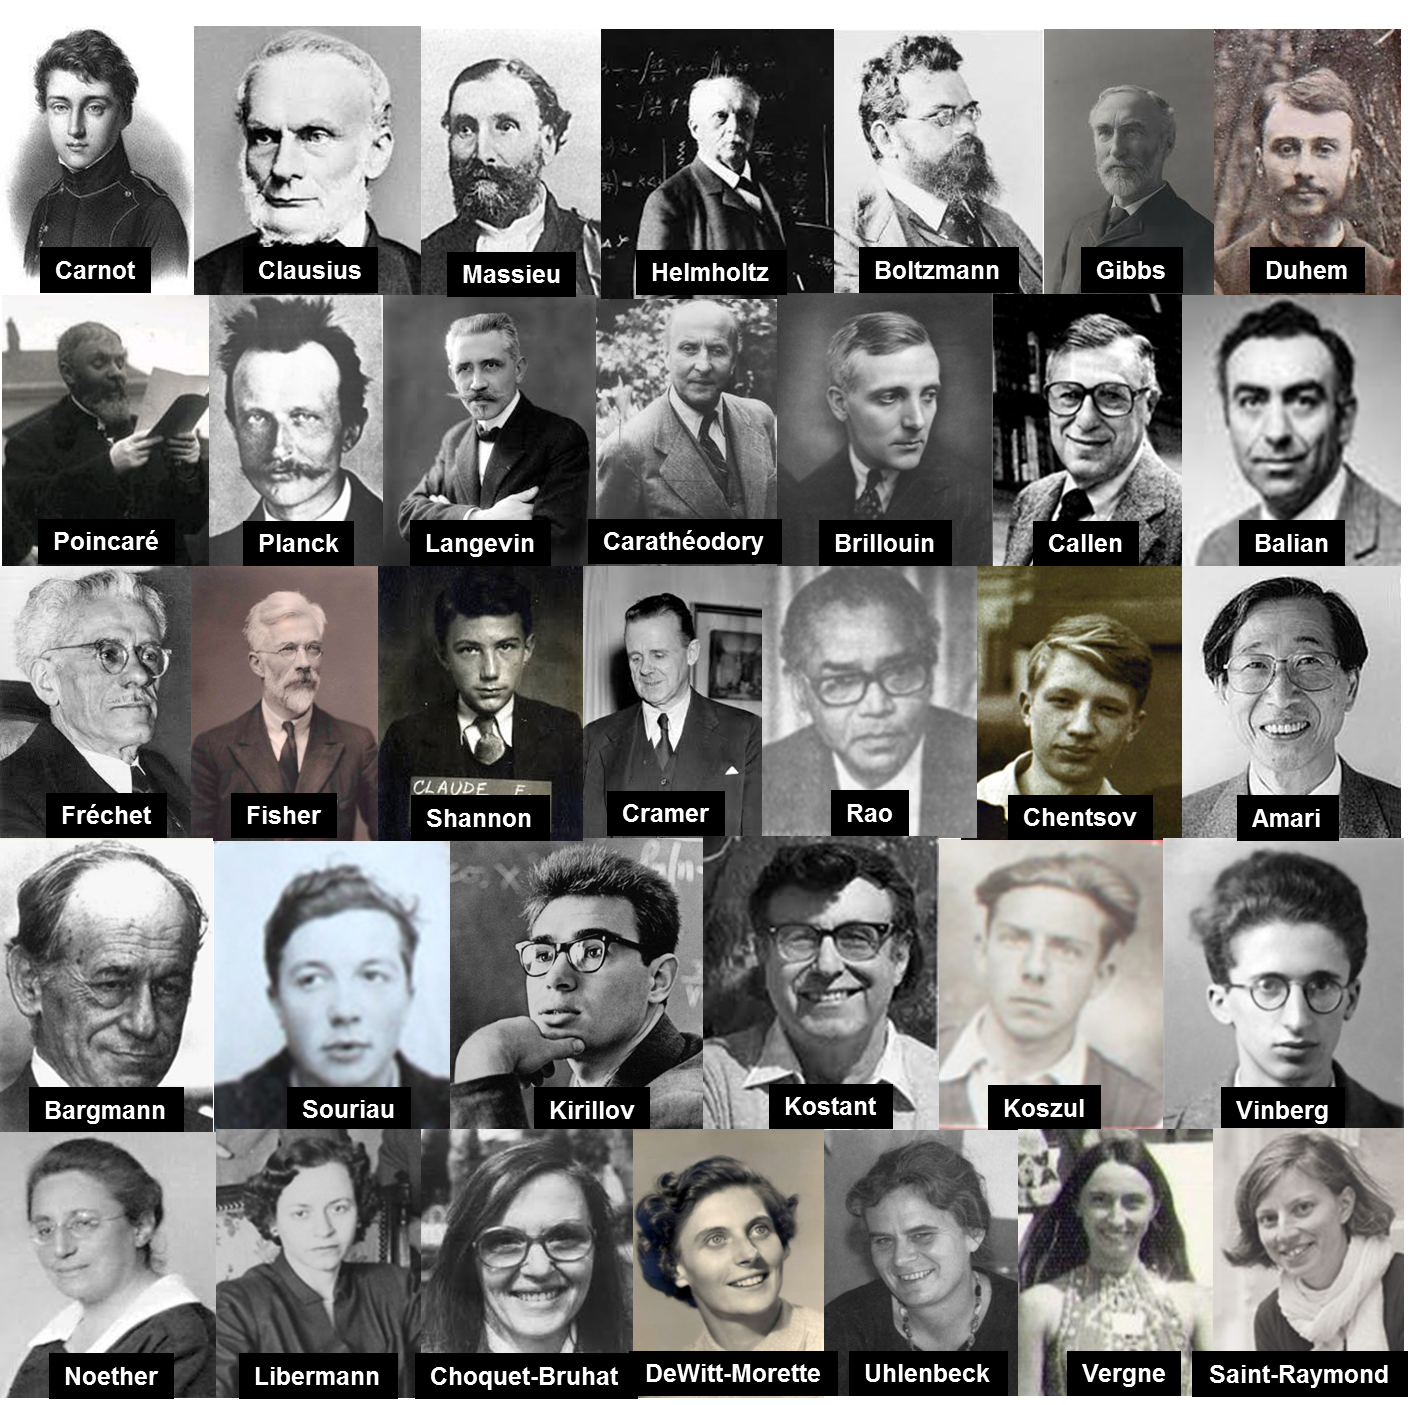 Carnot
Clausius
Massieu
Helmholtz
Boltzmann
Gibbs
Duhem
Poincaré
Planck
Langevin
Carathéodory
Brillouin
Callen
Balian
CLAUDE F.
Fréchet
Fisher
Shannon
Cramer
Rao
Chentsov
Amari
Bargmann
Souriau
Kirillov
Kostant
Koszul
Vinberg
Noether
Libermann
Choquet-Bruhat
DeWitt-Morette
Uhlenbeck
Vergne
Saint-Raymond